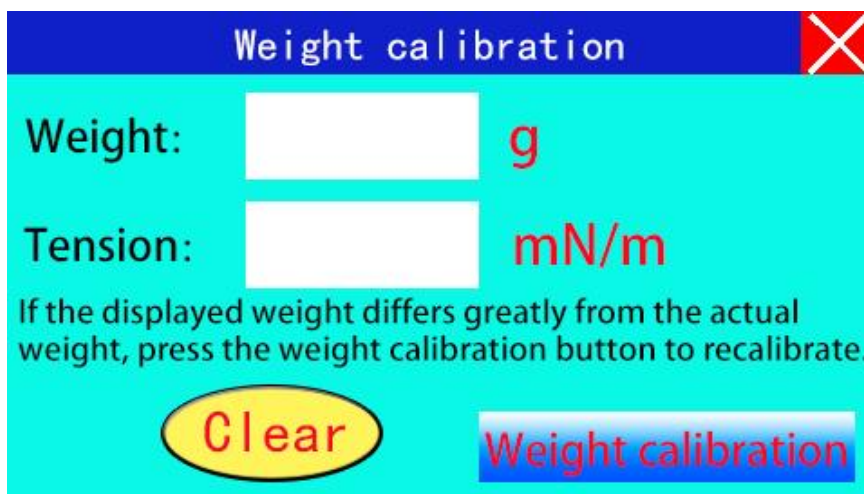 Weight calibration
Weight: g
Tension: mN/m
If the displayed weight differs greatly from the actual
weight, press the weight calibration button to recalibrate.
Clear
Weight calibration